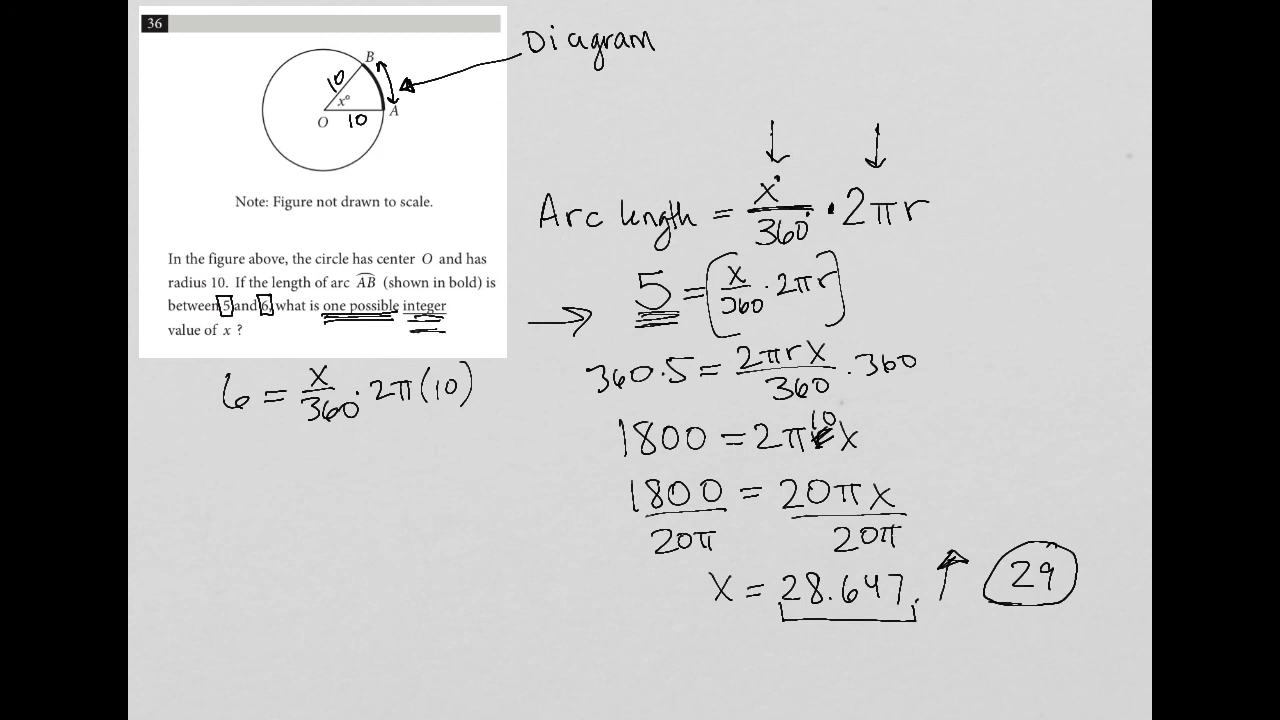 36
Diagram
B
10
x°
A
O
10
Note: Figure not drawn to scale.
In the figure above, the circle has center O and has
radius 10. If the length of arc AB (shown in bold) is
between 5 and 6, what is one possible integer
value of x ?
6 = x/360 · 2π(10)
Arc length = x°/360° · 2πr
5 = [x/360 · 2πr]
360·5 = 2πrx/360 · 360
1800 = 2π10x
1800/20π = 20πx/20π
x = 28.647.
29